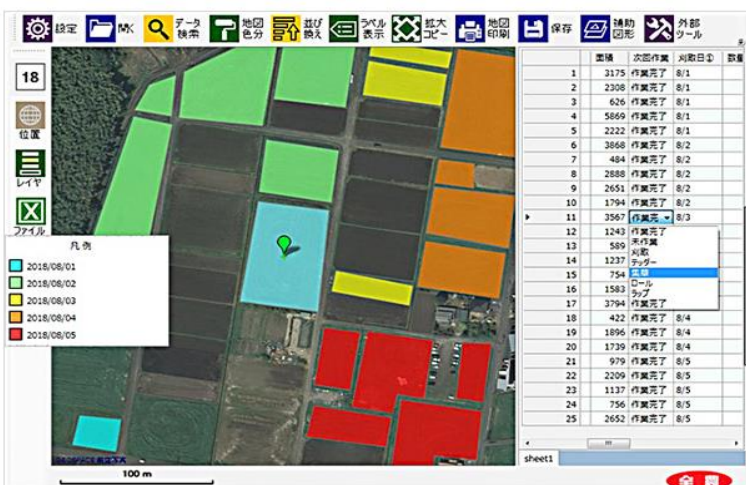 設定
開く
データ検索
地図色分
並び換え
ラベル表示
拡大コピー
地図印刷
保存
補助図形
外部ツール
18
位置
レイヤ
ファイル
凡例
2018/08/01
2018/08/02
2018/08/03
2018/08/04
2018/08/05
100 m
面積 次回作業 刈取日① 数量
1 3175 作業完了 8/1
2 2308 作業完了 8/1
3 626 作業完了 8/1
4 5869 作業完了 8/1
5 2222 作業完了 8/1
6 3868 作業完了 8/2
7 484 作業完了 8/2
8 2888 作業完了 8/2
9 2651 作業完了 8/2
10 1794 作業完了 8/2
11 3567 作業完 8/3
12 1243 作業完了
13 589 未作業
刈取
14 1237 テッダー
15 754 集草
16 1583 ロール
ラップ
17 3794 作業完了
18 422 作業完了 8/4
19 1896 作業完了 8/4
20 1739 作業完了 8/4
21 979 作業完了 8/5
22 2209 作業完了 8/5
23 1137 作業完了 8/5
24 756 作業完了 8/5
25 2652 作業完了 8/5
sheet1
全図